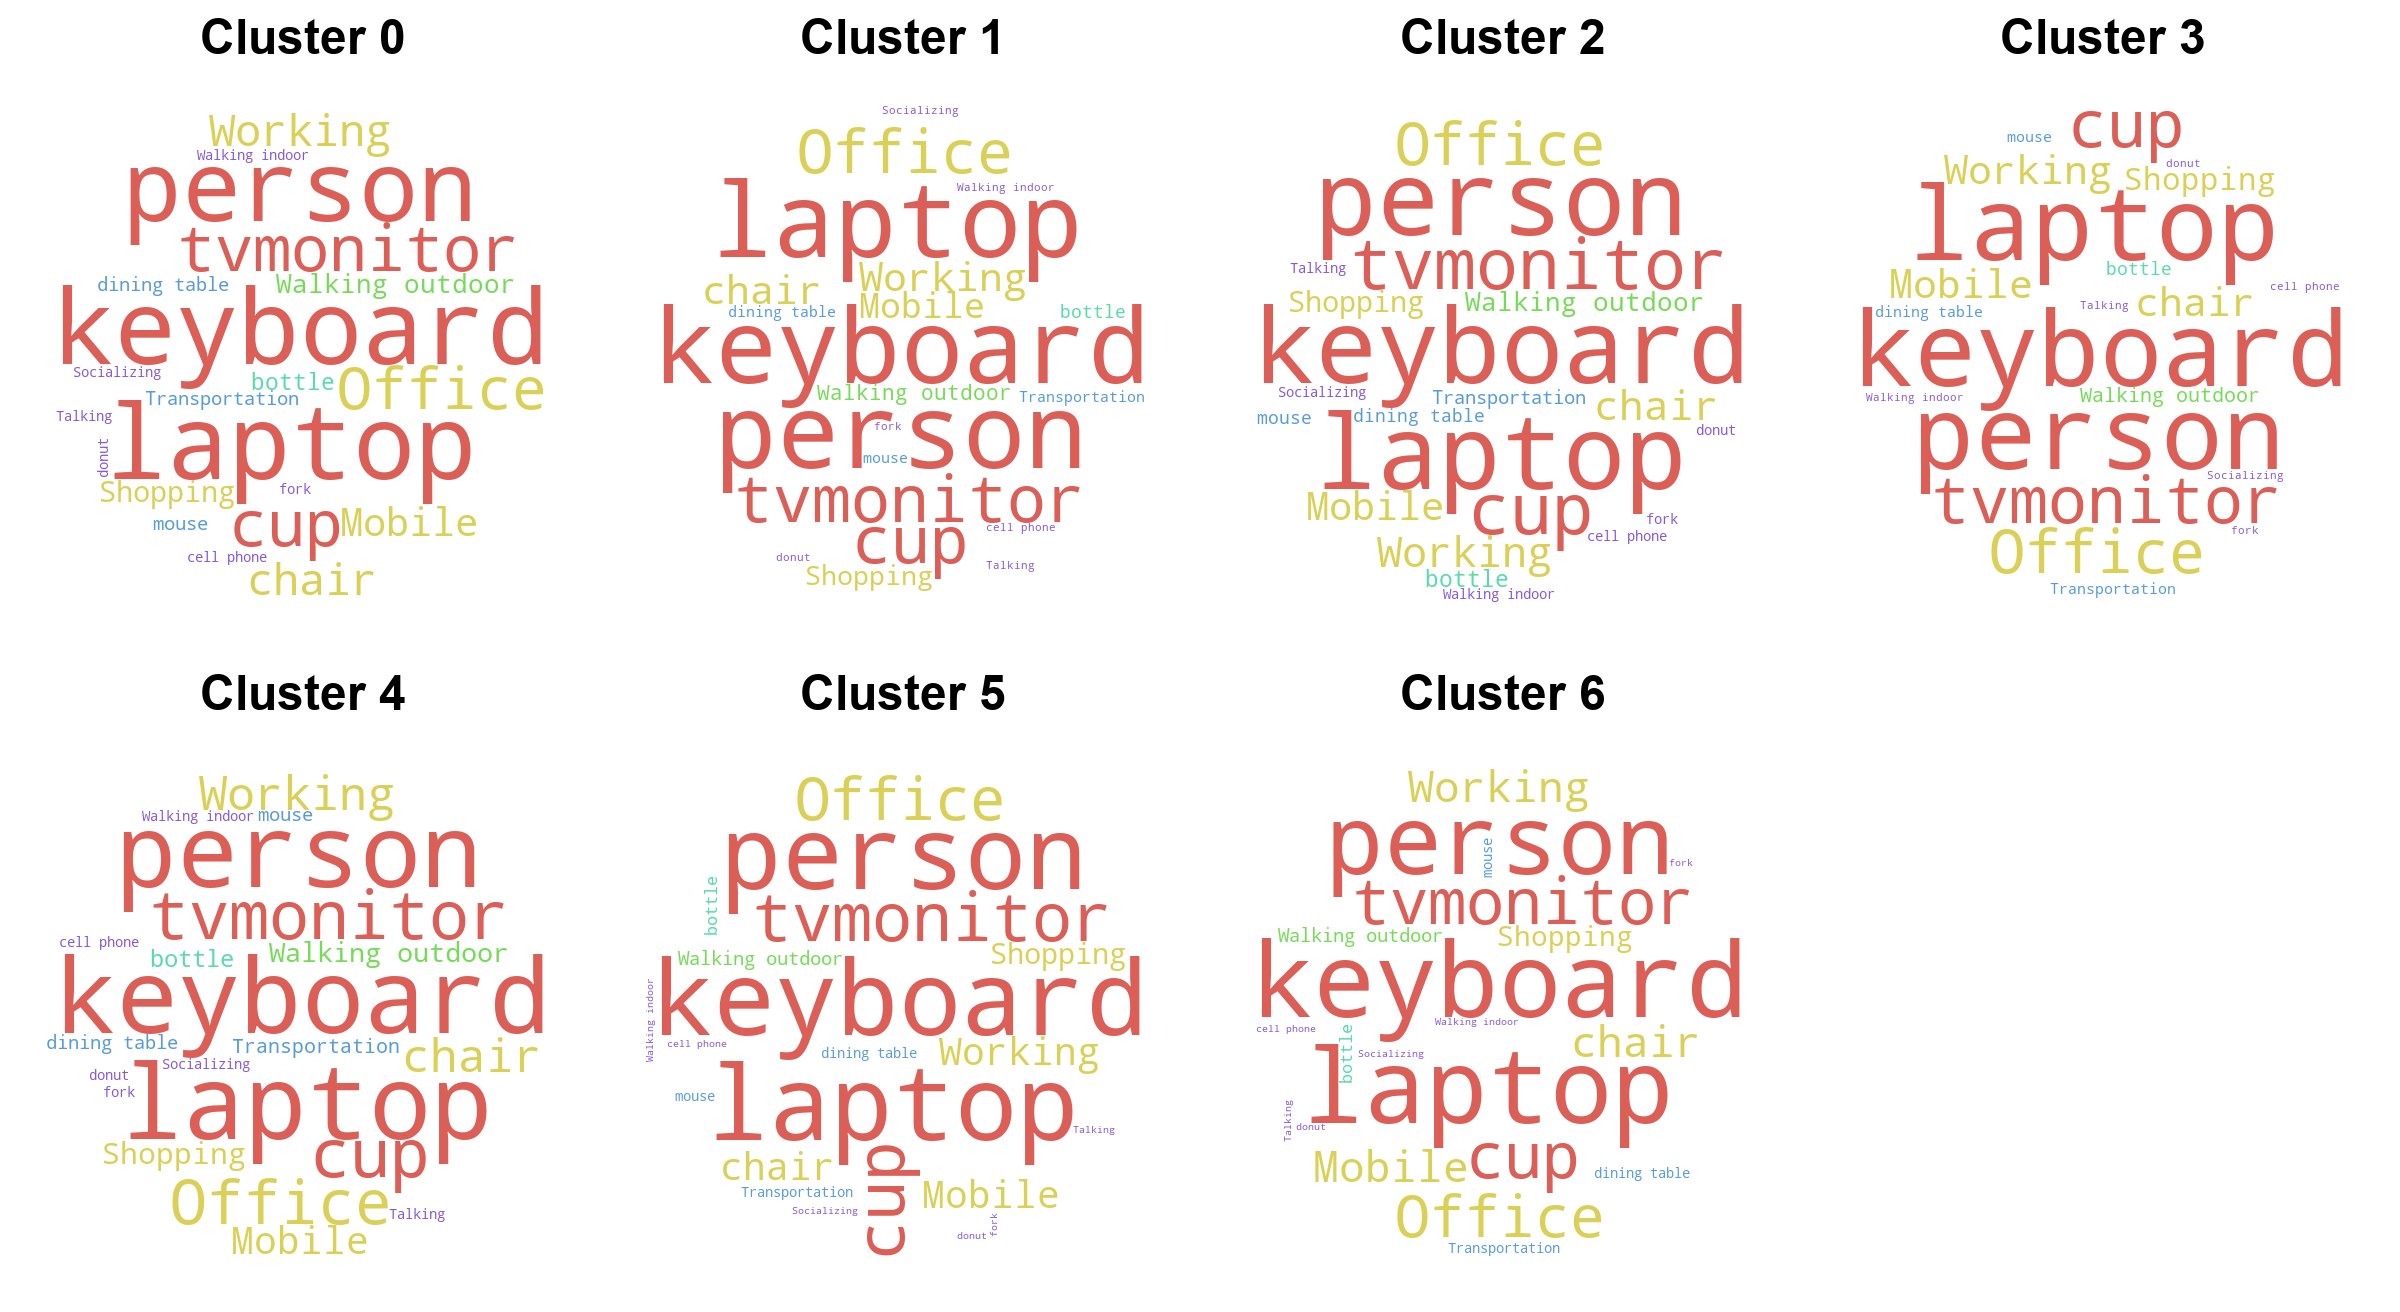 Cluster 0
Working
Walking indoor
person
tvmonitor
dining table
Walking outdoor
keyboard
Socializing
bottle
Office
Transportation
Talking
laptop
donut
Shopping
fork
mouse
cup
Mobile
cell phone
chair
Cluster 1
Socializing
Office
Walking indoor
laptop
chair
Working
Mobile
dining table
bottle
keyboard
Walking outdoor
Transportation
person
fork
mouse
tvmonitor
cup
cell phone
donut
Talking
Shopping
Cluster 2
Office
person
Talking
tvmonitor
Shopping
Walking outdoor
keyboard
Socializing
Transportation
chair
mouse
dining table
donut
laptop
Mobile
cup
fork
cell phone
Working
bottle
Walking indoor
Cluster 3
cup
mouse
Working
donut
Shopping
laptop
bottle
Mobile
cell phone
Talking
chair
dining table
keyboard
Walking indoor
Walking outdoor
person
Socializing
tvmonitor
fork
Office
Transportation
Cluster 4
Working
Walking indoor
mouse
person
tvmonitor
cell phone
bottle
Walking outdoor
keyboard
dining table
Transportation
chair
Socializing
donut
fork
laptop
Shopping
cup
Office
Talking
Mobile
Cluster 5
Office
person
bottle
tvmonitor
Walking outdoor
Shopping
keyboard
Walking indoor
cell phone
dining table
Working
mouse
laptop
Talking
chair
cup
Transportation
Mobile
Socializing
donut
fork
Cluster 6
Working
person
mouse
fork
tvmonitor
Walking outdoor
Shopping
keyboard
cell phone
Walking indoor
chair
bottle
Socializing
laptop
Talking
donut
cup
Mobile
dining table
Office
Transportation